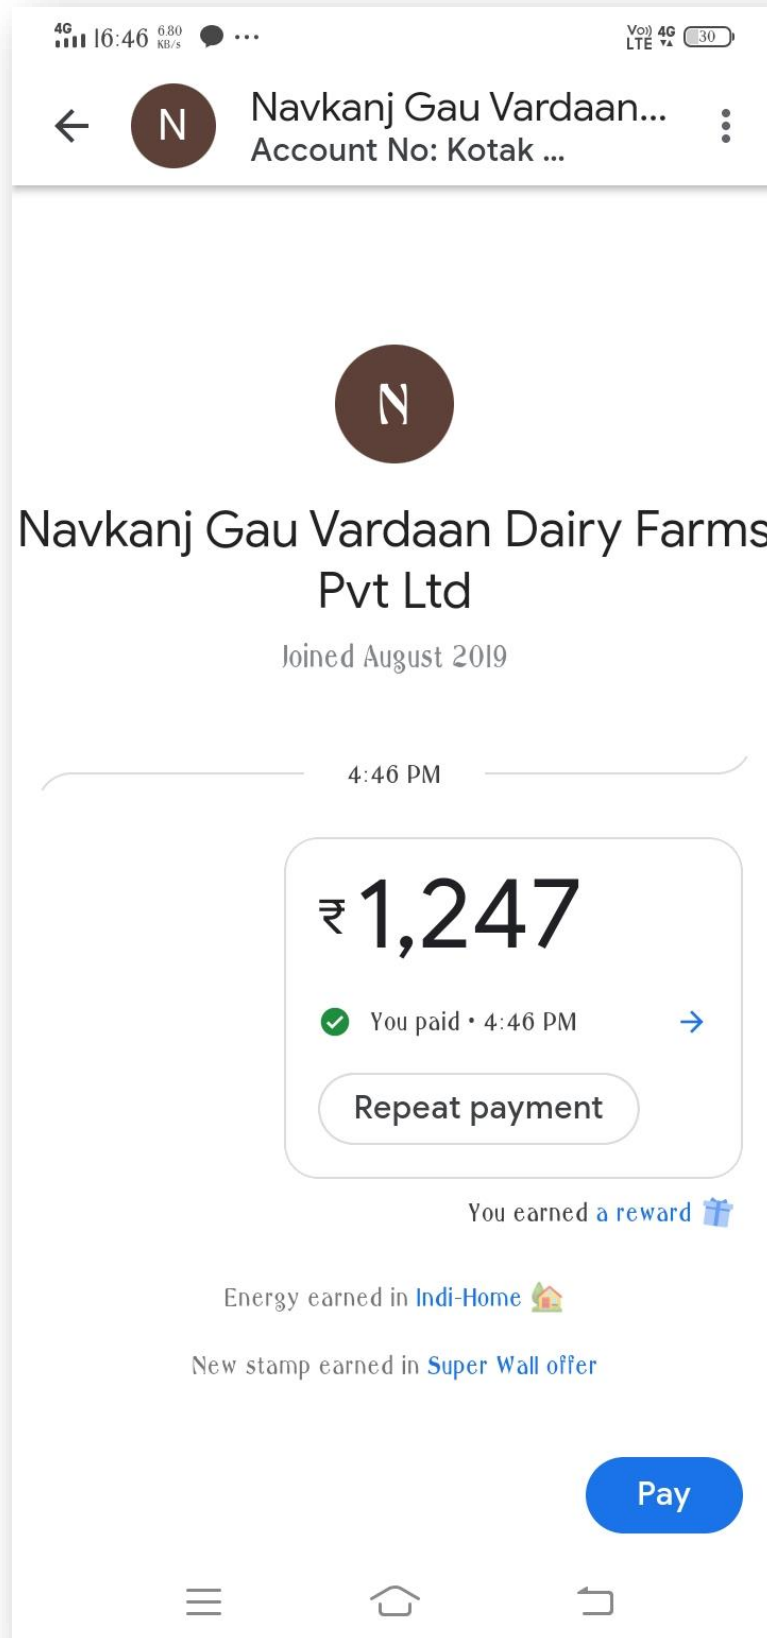 4G 16:46 6.80 KB/s ... Vo)) LTE 4G 30
N
Navkanj Gau Vardaan...
Account No: Kotak ...
N
Navkanj Gau Vardaan Dairy Farms
Pvt Ltd
Joined August 2019
4:46 PM
₹1,247
You paid • 4:46 PM
Repeat payment
You earned a reward
Energy earned in Indi-Home
New stamp earned in Super Wall offer
Pay